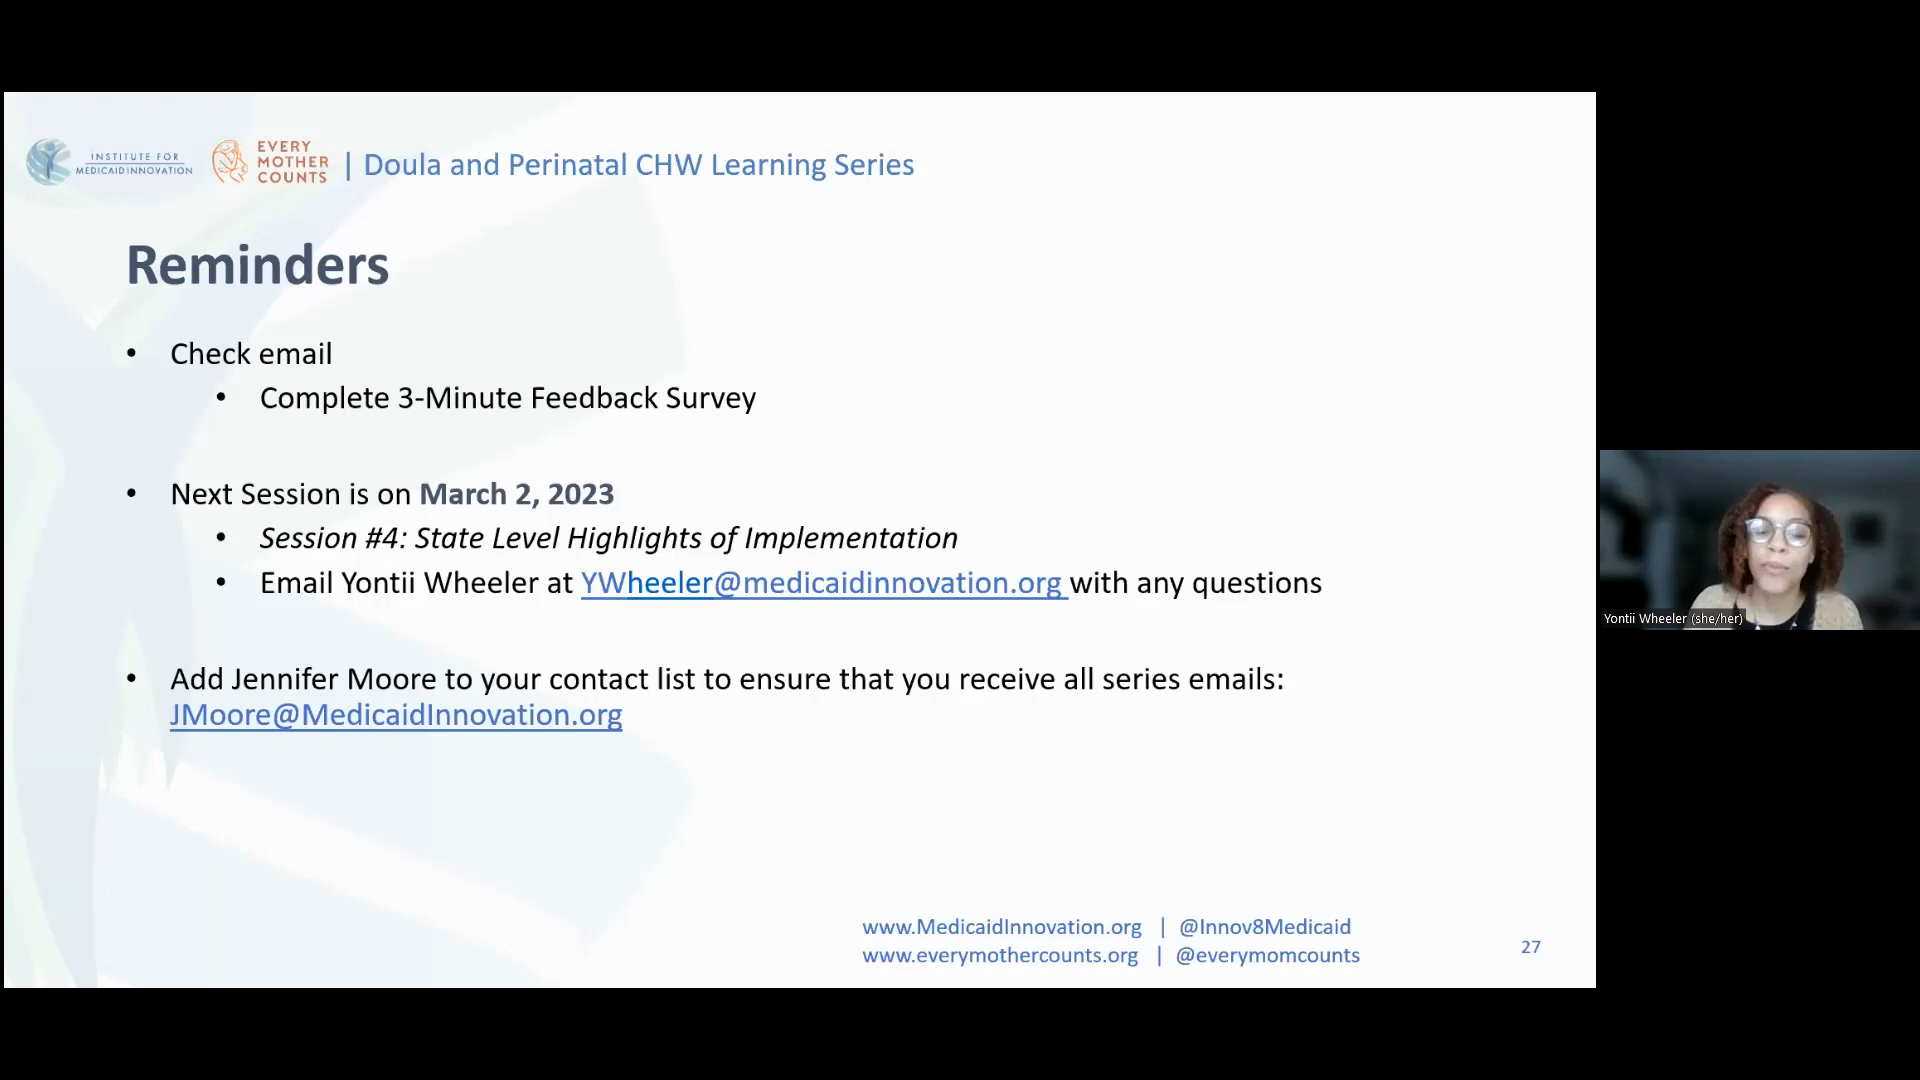 INSTITUTE FOR
MEDICAID INNOVATION
EVERY
MOTHER
COUNTS
| Doula and Perinatal CHW Learning Series
Reminders
• Check email
• Complete 3-Minute Feedback Survey
• Next Session is on March 2, 2023
• Session #4: State Level Highlights of Implementation
• Email Yontii Wheeler at YWheeler@medicaidinnovation.org with any questions
• Add Jennifer Moore to your contact list to ensure that you receive all series emails:
JMoore@MedicaidInnovation.org
Yontii Wheeler (she/her)
www.MedicaidInnovation.org | @Innov8Medicaid
www.everymothercounts.org | @everymomcounts
27